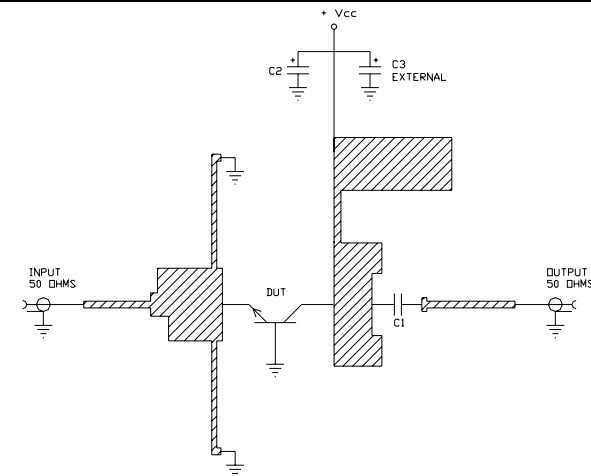 + Vcc
+
C2
+
C3
EXTERNAL
INPUT
50 OHMS
DUT
C1
OUTPUT
50 OHMS